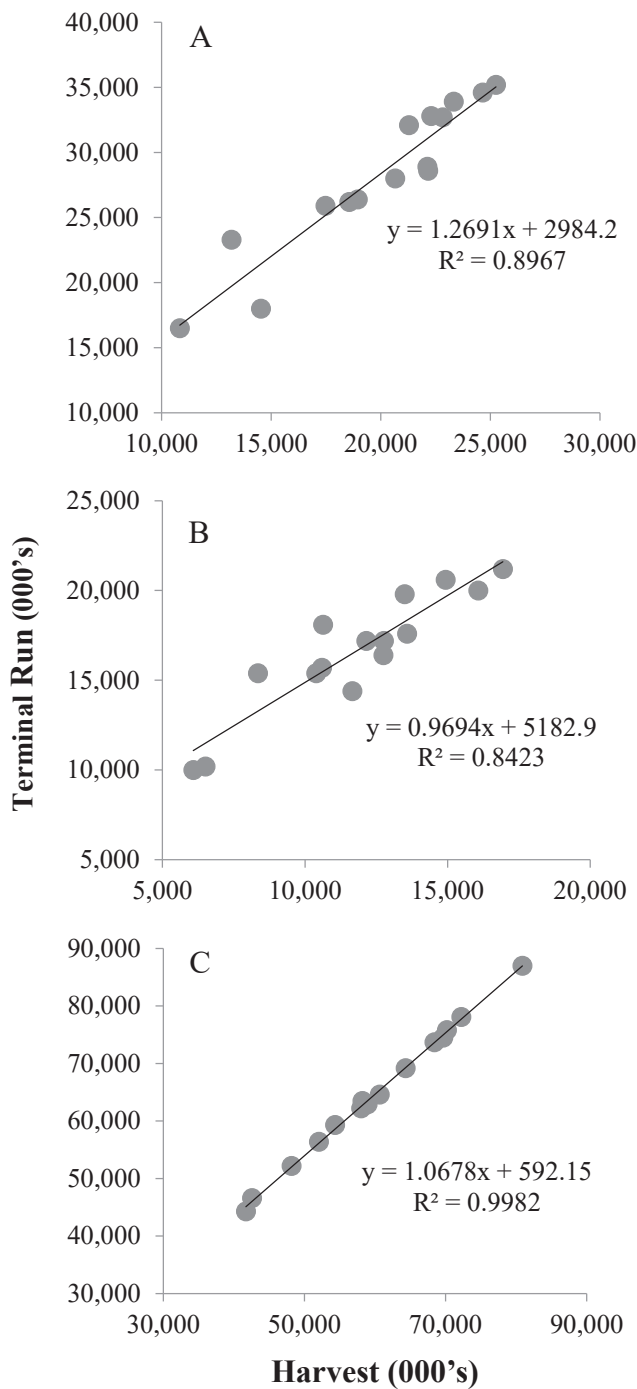 40,000
A
35,000
30,000
25,000
y = 1.2691x + 2984.2
R² = 0.8967
20,000
15,000
10,000
10,000 15,000 20,000 25,000 30,000
Terminal Run (000's)
25,000
B
20,000
15,000
y = 0.9694x + 5182.9
R² = 0.8423
10,000
5,000
5,000 10,000 15,000 20,000
90,000
C
80,000
70,000
60,000
50,000
y = 1.0678x + 592.15
R² = 0.9982
40,000
30,000
30,000 50,000 70,000 90,000
Harvest (000's)